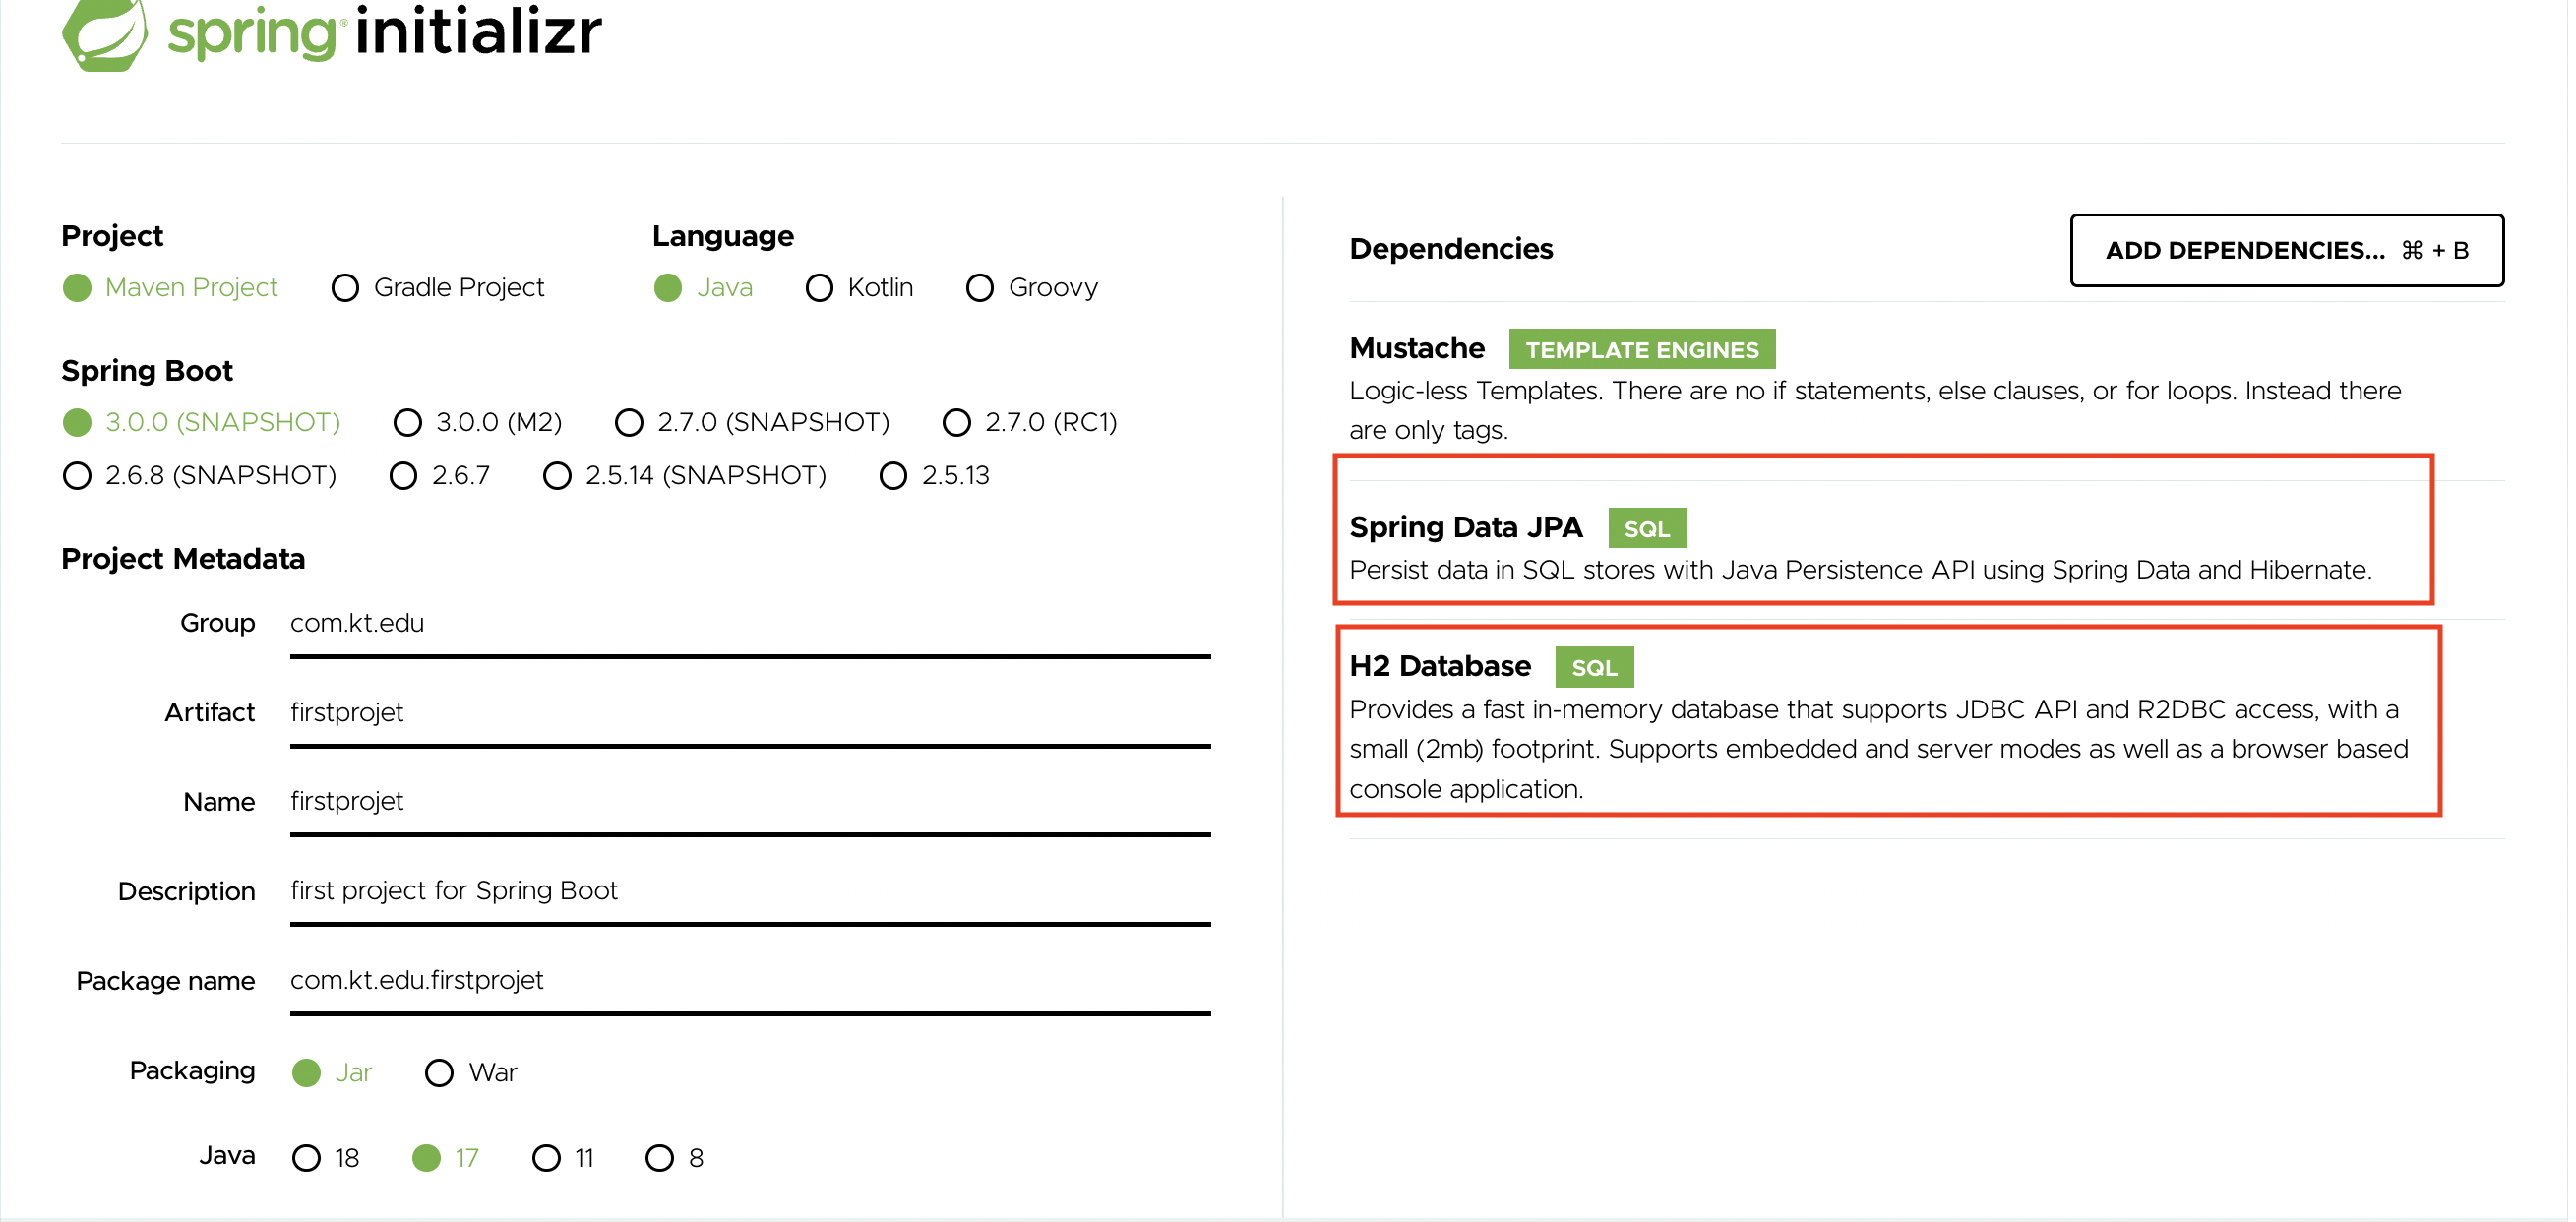 spring initializr
Project
Maven Project Gradle Project
Language
Java Kotlin Groovy
Spring Boot
3.0.0 (SNAPSHOT) 3.0.0 (M2) 2.7.0 (SNAPSHOT) 2.7.0 (RC1)
2.6.8 (SNAPSHOT) 2.6.7 2.5.14 (SNAPSHOT) 2.5.13
Project Metadata
Group com.kt.edu
Artifact firstprojet
Name firstprojet
Description first project for Spring Boot
Package name com.kt.edu.firstprojet
Packaging Jar War
Java 18 17 11 8
Dependencies
ADD DEPENDENCIES... ⌘ + B
Mustache TEMPLATE ENGINES
Logic-less Templates. There are no if statements, else clauses, or for loops. Instead there
are only tags.
Spring Data JPA SQL
Persist data in SQL stores with Java Persistence API using Spring Data and Hibernate.
H2 Database SQL
Provides a fast in-memory database that supports JDBC API and R2DBC access, with a
small (2mb) footprint. Supports embedded and server modes as well as a browser based
console application.